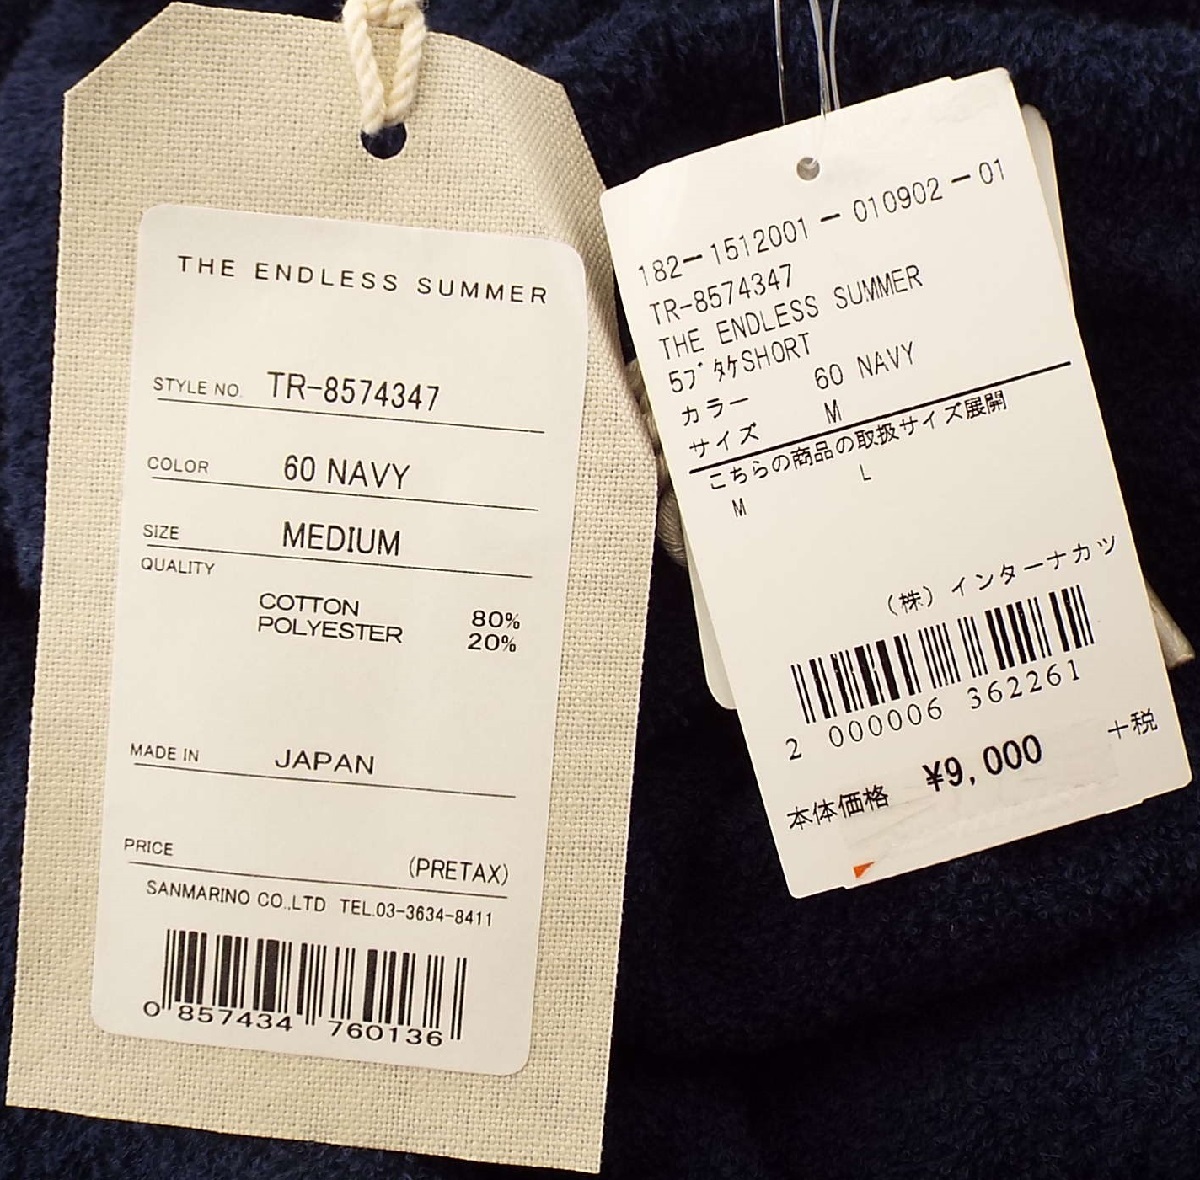 THE ENDLESS SUMMER
STYLE NO. TR-8574347
COLOR 60 NAVY
SIZE MEDIUM
QUALITY
COTTON 80%
POLYESTER 20%
MADE IN JAPAN
PRICE (PRETAX)
SANMARINO CO.,LTD TEL.03-3634-8411
0 857434 760136
182-1512001-010902-01
TR-8574347
THE ENDLESS SUMMER
5ブタケSHORT
カラー 60 NAVY
サイズ M
こちらの商品の取扱サイズ展開
M L
(株)インターナカツ
2 000006 362261
本体価格 ¥9,000 +税